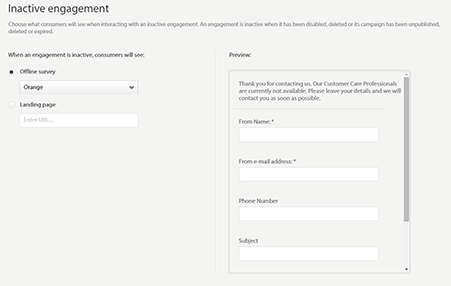 Inactive engagement
Choose what consumers will see when interacting with an inactive engagement. An engagement is inactive when it has been disabled, deleted or its campaign has been unpublished,
deleted or expired.
When an engagement is inactive, consumers will see:
Offline survey
Orange
Landing page
Enter URL...
Preview:
Thank you for contacting us. Our Customer Care Professionals
are currently not available. Please leave your details and we will
contact you as soon as possible.
From Name: *
From e-mail address: *
Phone Number
Subject